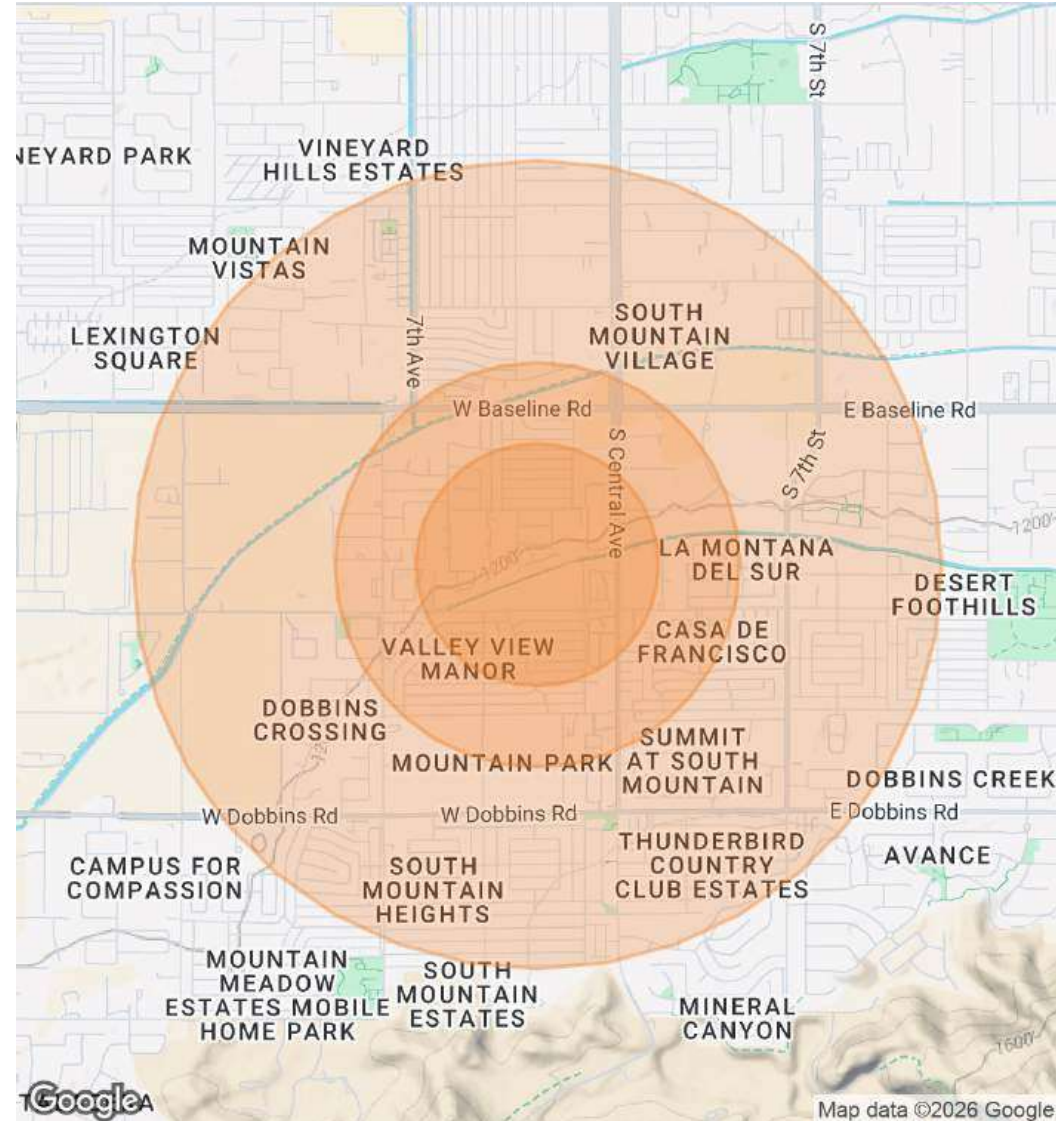 S 7th St
VINEYARD
HILLS ESTATES
NEYARD PARK
MOUNTAIN
VISTAS
SOUTH
MOUNTAIN
VILLAGE
LEXINGTON
SQUARE
7th Ave
W Baseline Rd
E Baseline Rd
S Central Ave
S 7th St
1200'
1200'
LA MONTANA
DEL SUR
DESERT
FOOTHILLS
CASA DE
FRANCISCO
VALLEY VIEW
MANOR
DOBBINS
CROSSING
SUMMIT
AT SOUTH
MOUNTAIN
MOUNTAIN PARK
DOBBINS CREEK
W Dobbins Rd
W Dobbins Rd
E Dobbins Rd
THUNDERBIRD
COUNTRY
CLUB ESTATES
AVANCE
CAMPUS FOR
COMPASSION
SOUTH
MOUNTAIN
HEIGHTS
MOUNTAIN
MEADOW
ESTATES MOBILE
HOME PARK
SOUTH
MOUNTAIN
ESTATES
MINERAL
CANYON
1600'
Google
Map data ©2026 Google